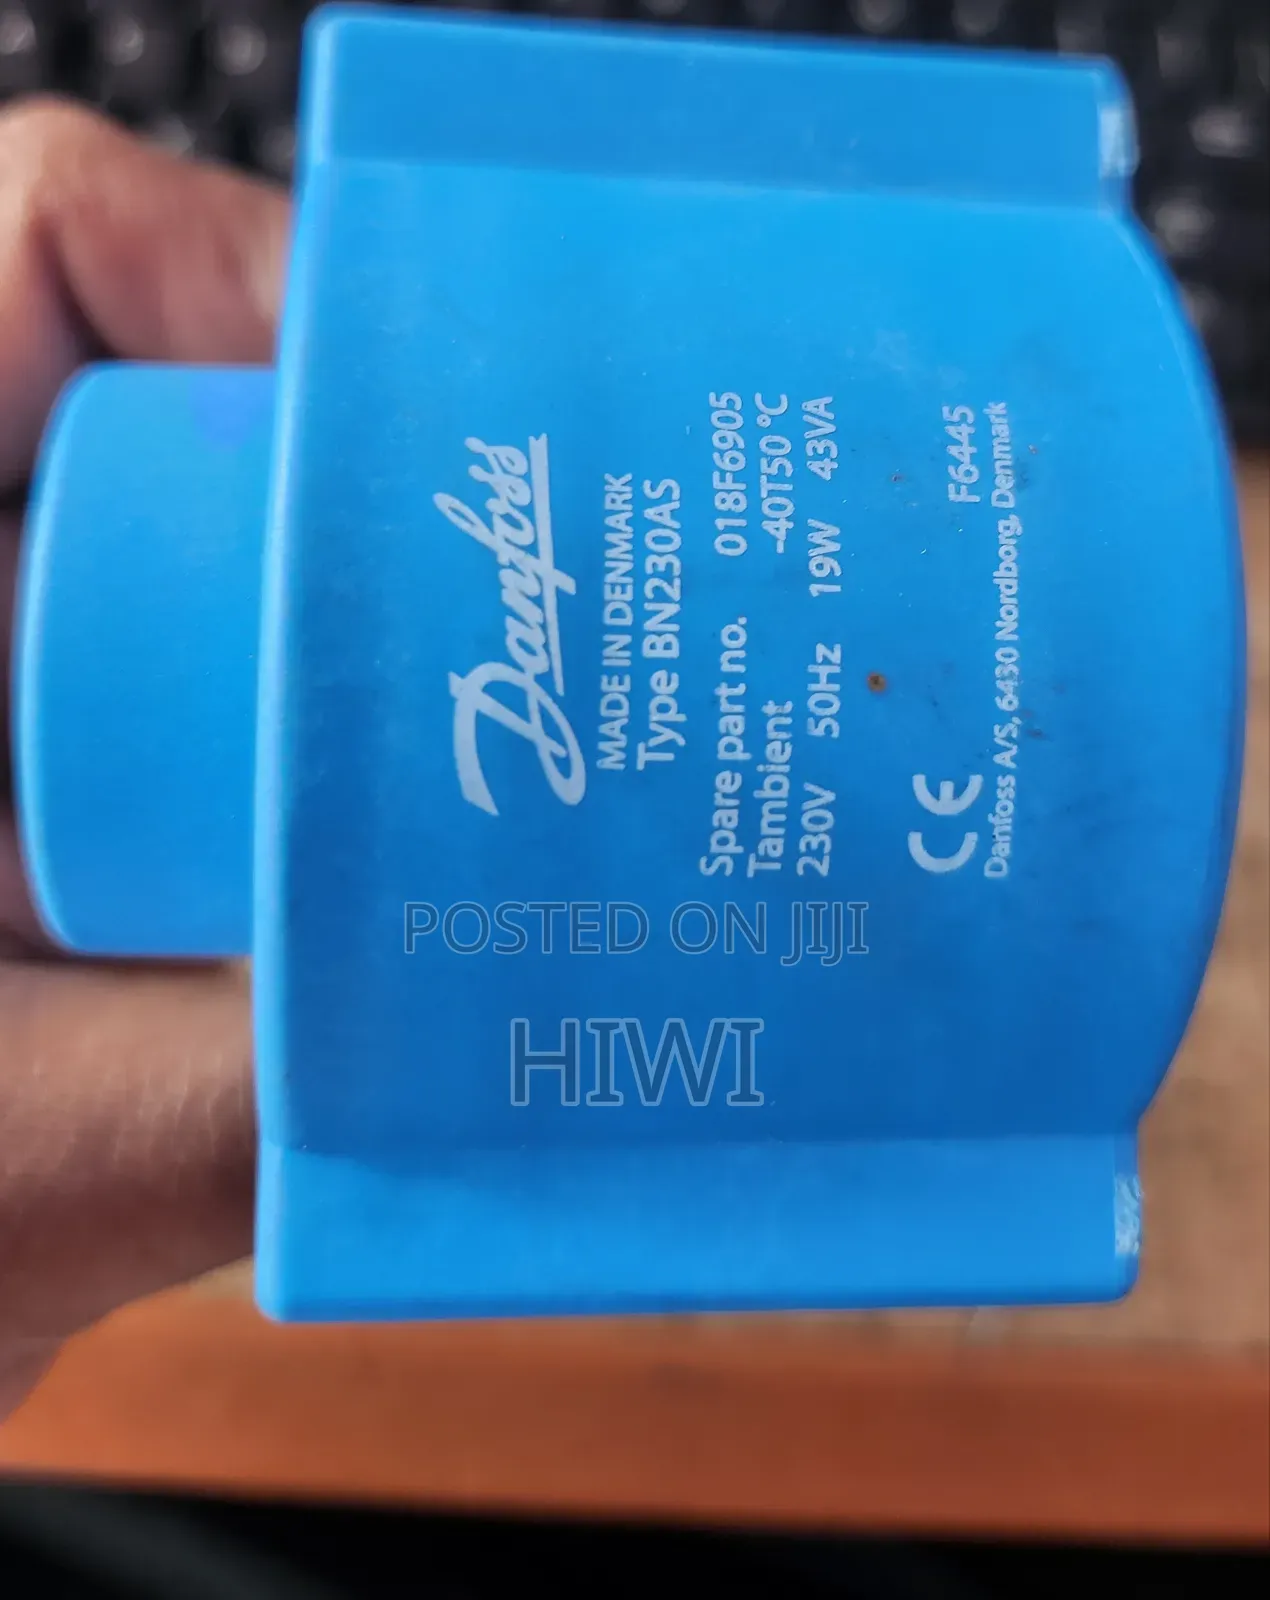 Danfoss
MADE IN DENMARK
Type BN230AS
Spare part no. 018F6905
Tambient -40T50 °C
230V 50Hz 19W 43VA
F6445
CE
Danfoss A/S, 6430 Nordborg, Denmark
POSTED ON JIJI
HIWI